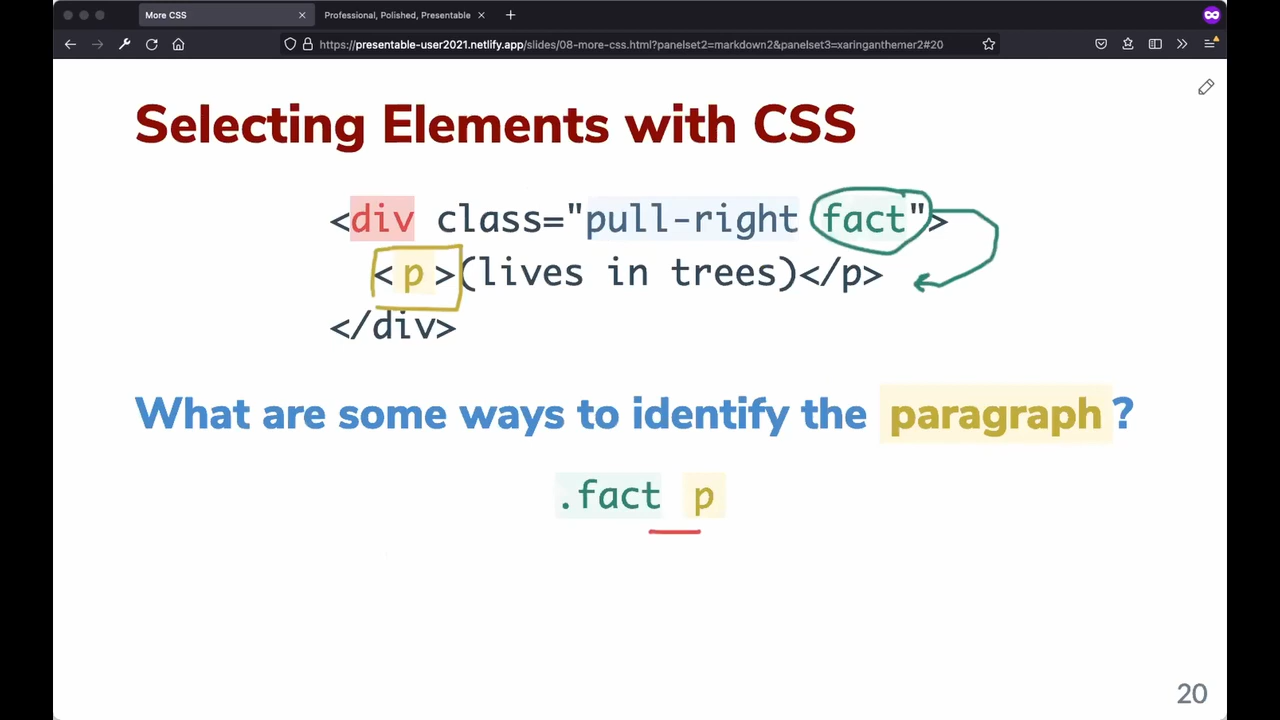 More CSS
Professional, Polished, Presentable
https://presentable-user2021.netlify.app/slides/08-more-css.html?panelset2=markdown2&panelset3=xaringanthemer2#20
Selecting Elements with CSS
<div class="pull-right fact">
< p >(lives in trees)</p>
</div>
What are some ways to identify the paragraph ?
.fact p
20